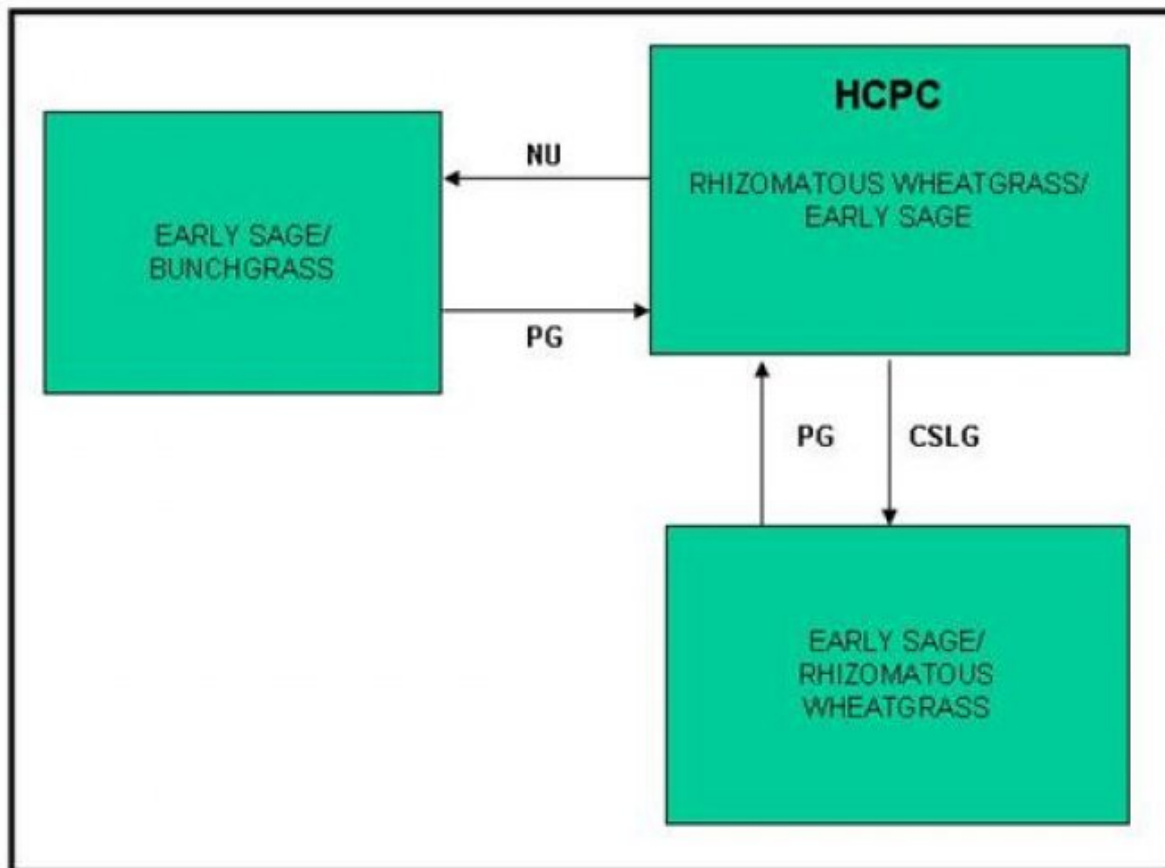 HCPC
RHIZOMATOUS WHEATGRASS/
EARLY SAGE
NU
EARLY SAGE/
BUNCHGRASS
PG
PG
CSLG
EARLY SAGE/
RHIZOMATOUS
WHEATGRASS